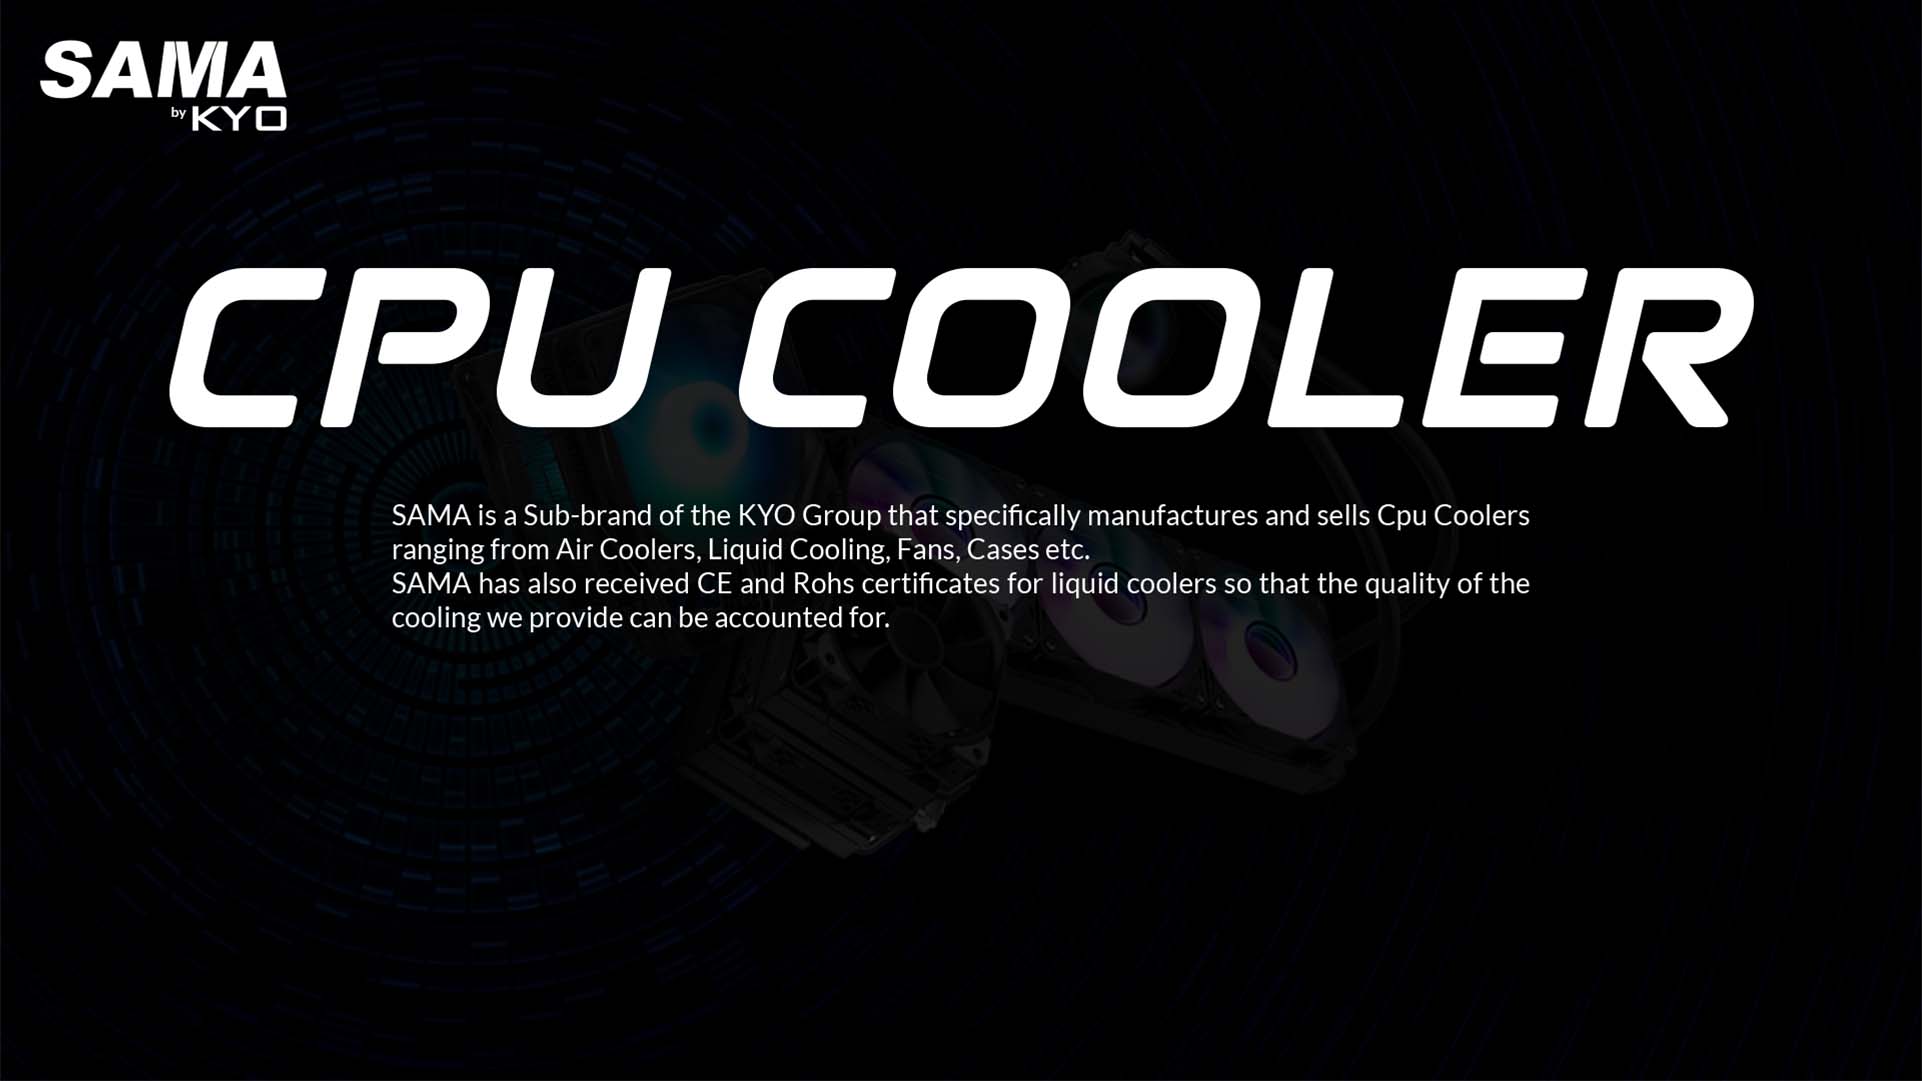 SAMA
by KYO
CPU COOLER
SAMA is a Sub-brand of the KYO Group that specifically manufactures and sells Cpu Coolers
ranging from Air Coolers, Liquid Cooling, Fans, Cases etc.
SAMA has also received CE and Rohs certificates for liquid coolers so that the quality of the
cooling we provide can be accounted for.